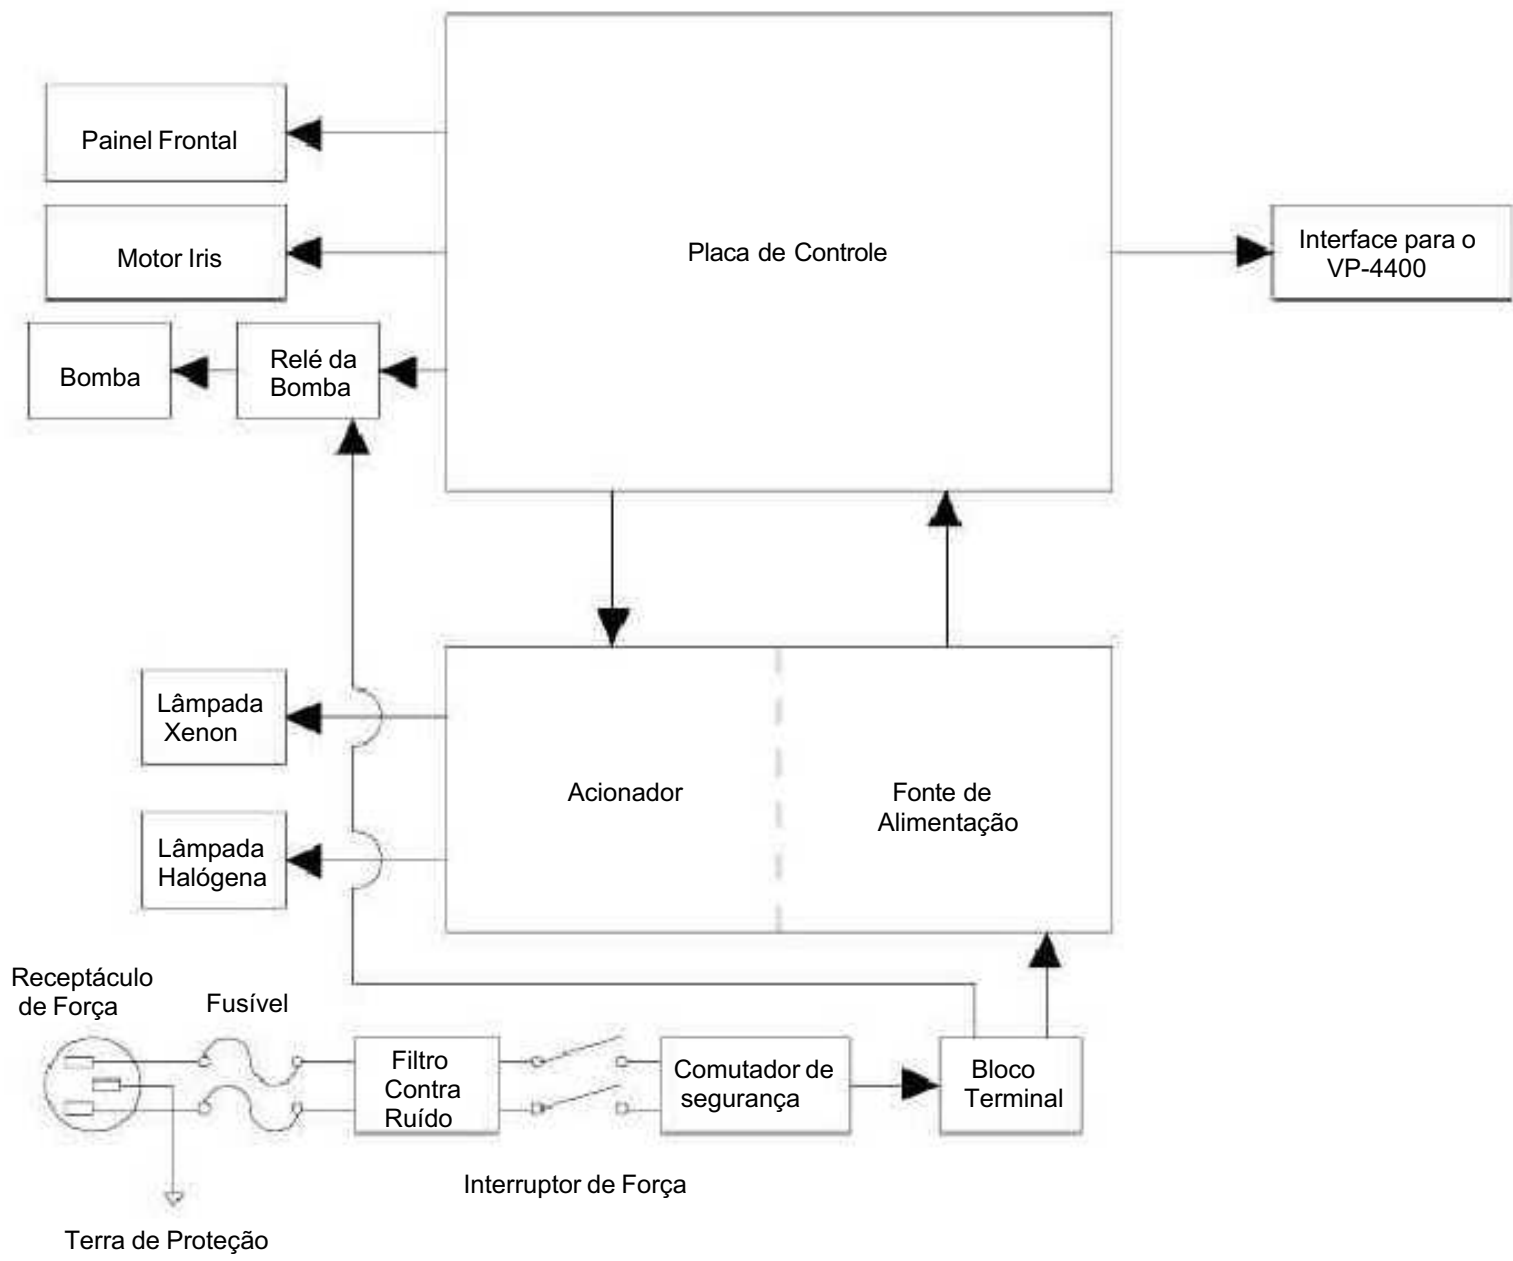 Painel Frontal
Motor Iris
Placa de Controle
Interface para o
VP-4400
Bomba
Relé da
Bomba
Lâmpada
Xenon
Acionador
Fonte de
Alimentação
Lâmpada
Halógena
Receptáculo
de Força
Fusível
Filtro
Contra
Ruído
Comutador de
segurança
Bloco
Terminal
Interruptor de Força
Terra de Proteção